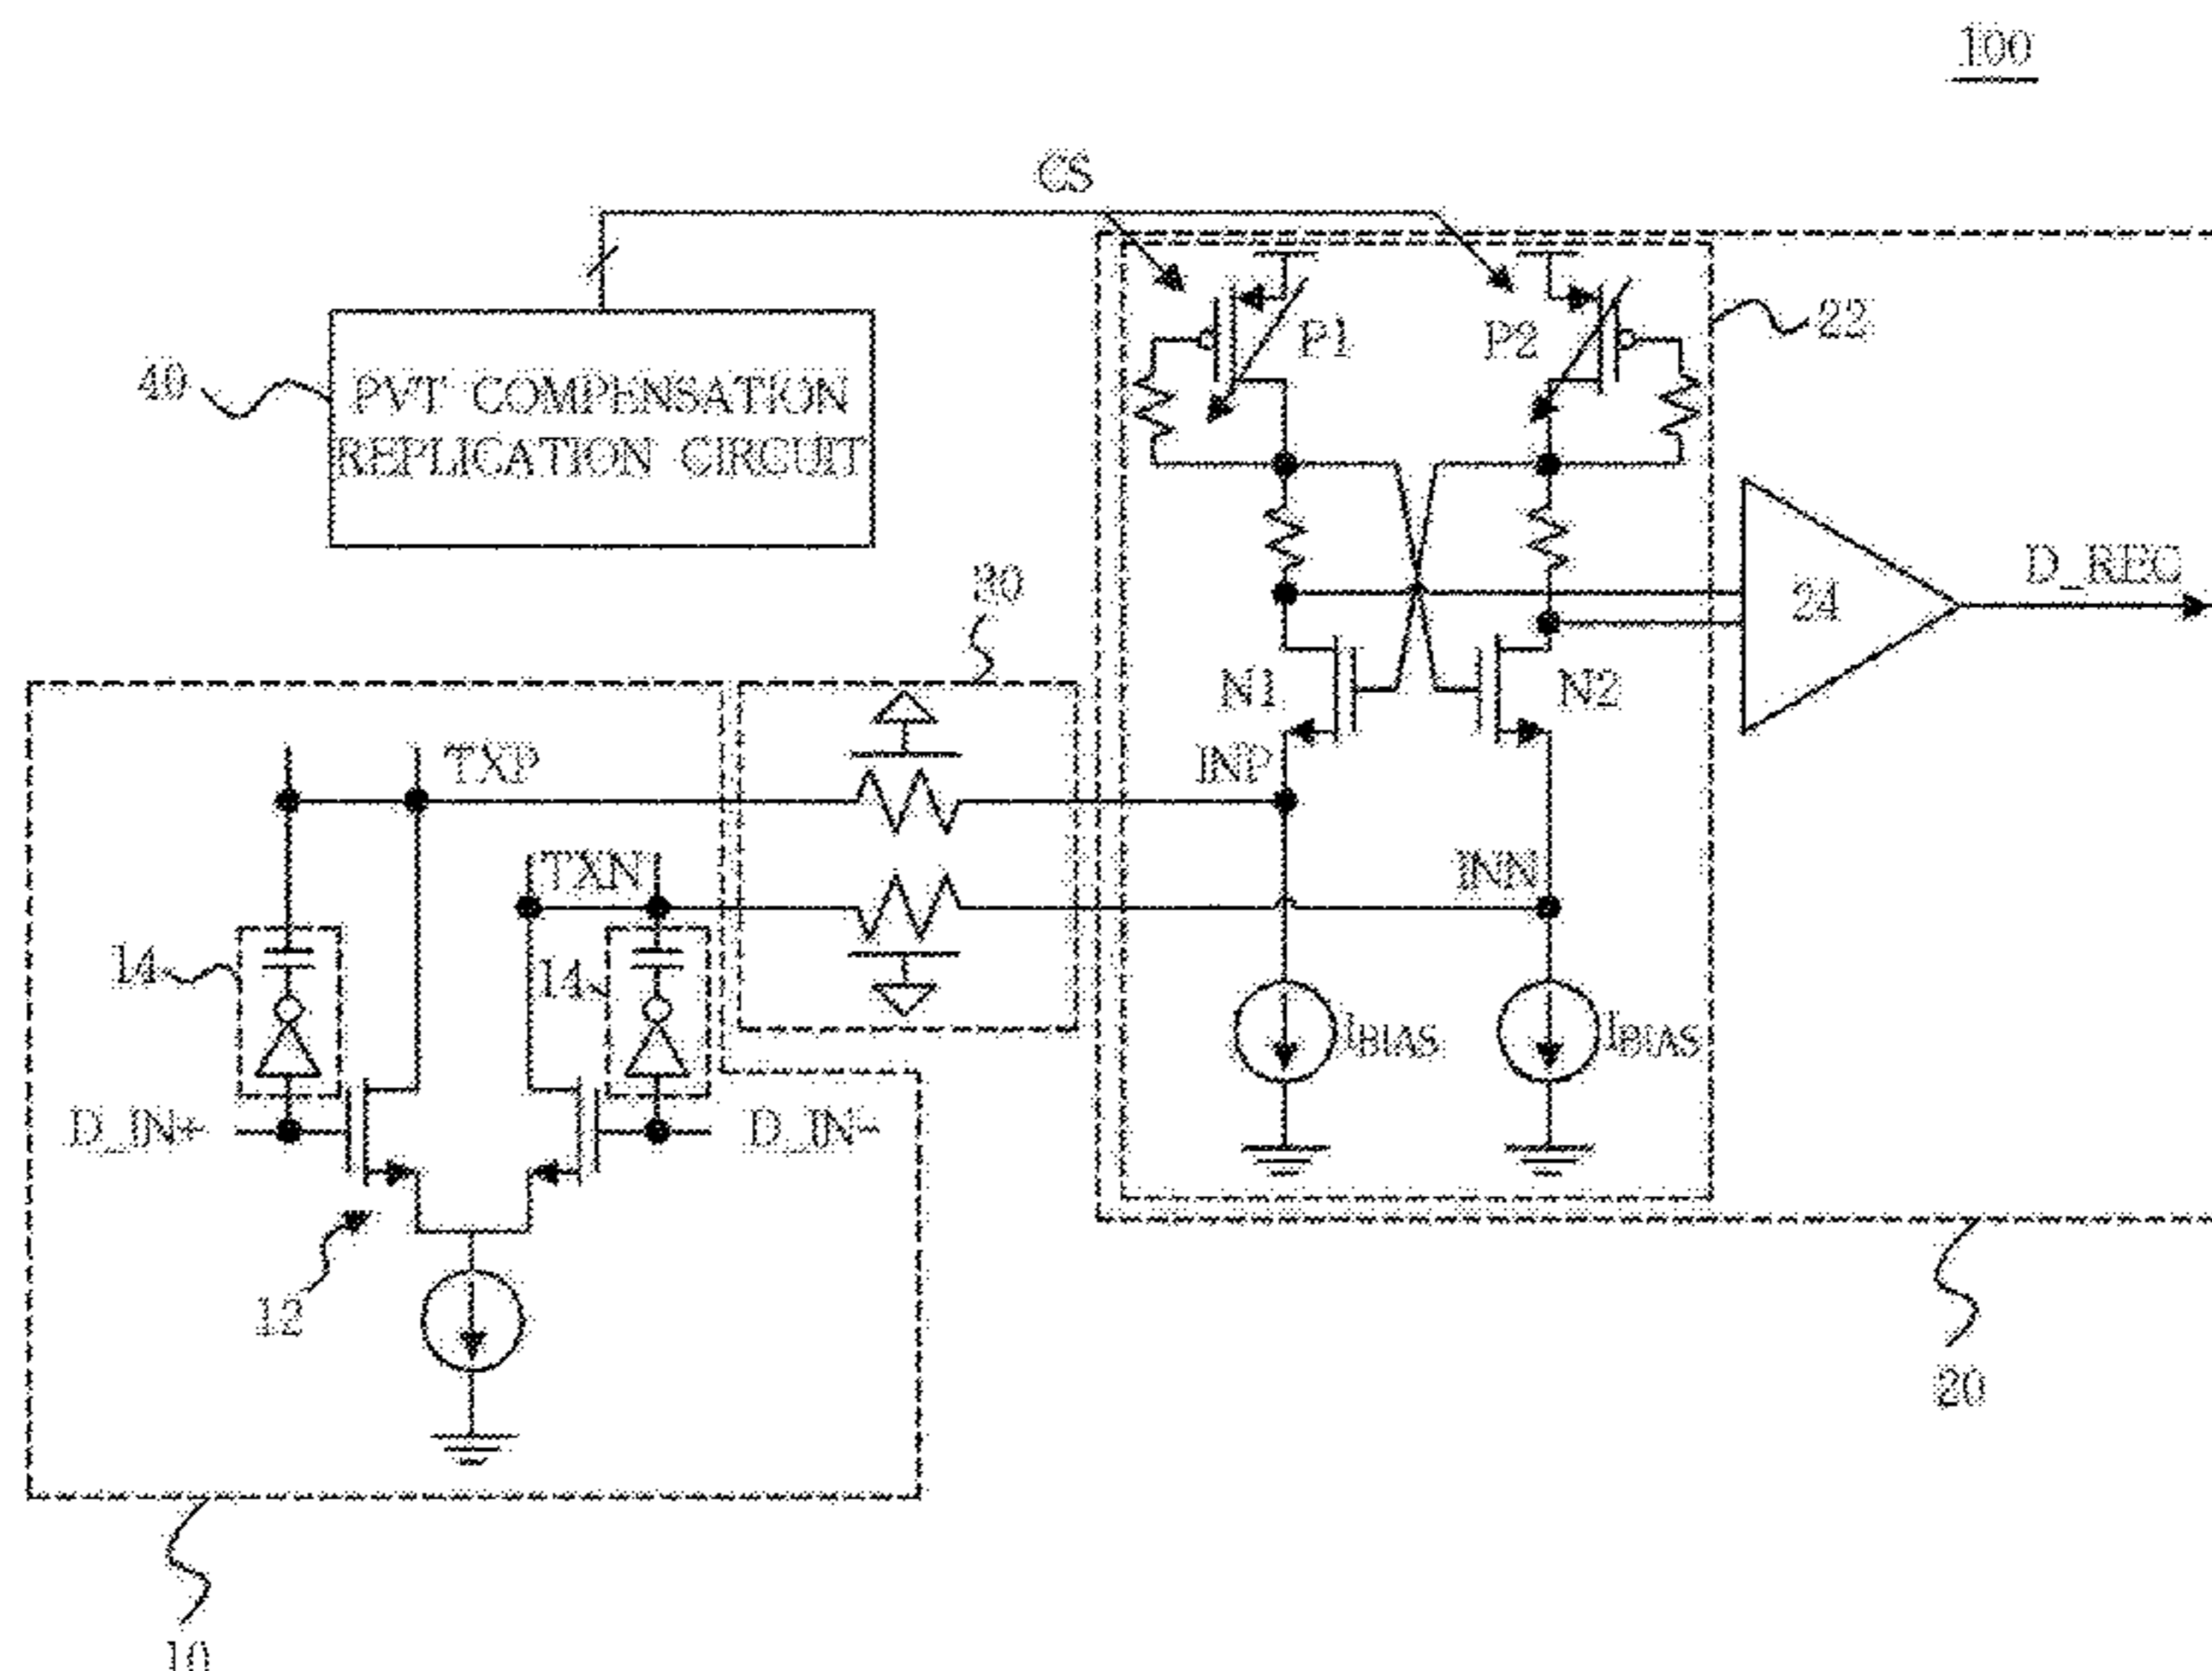 100
CS
P1
P2
22
40
PVT COMPENSATION
REPLICATION CIRCUIT
30
24
D_REC
N1
N2
TXP
INP
TXN
INN
14
14
IBIAS
IBIAS
D_IN+
D_IN-
12
20
10